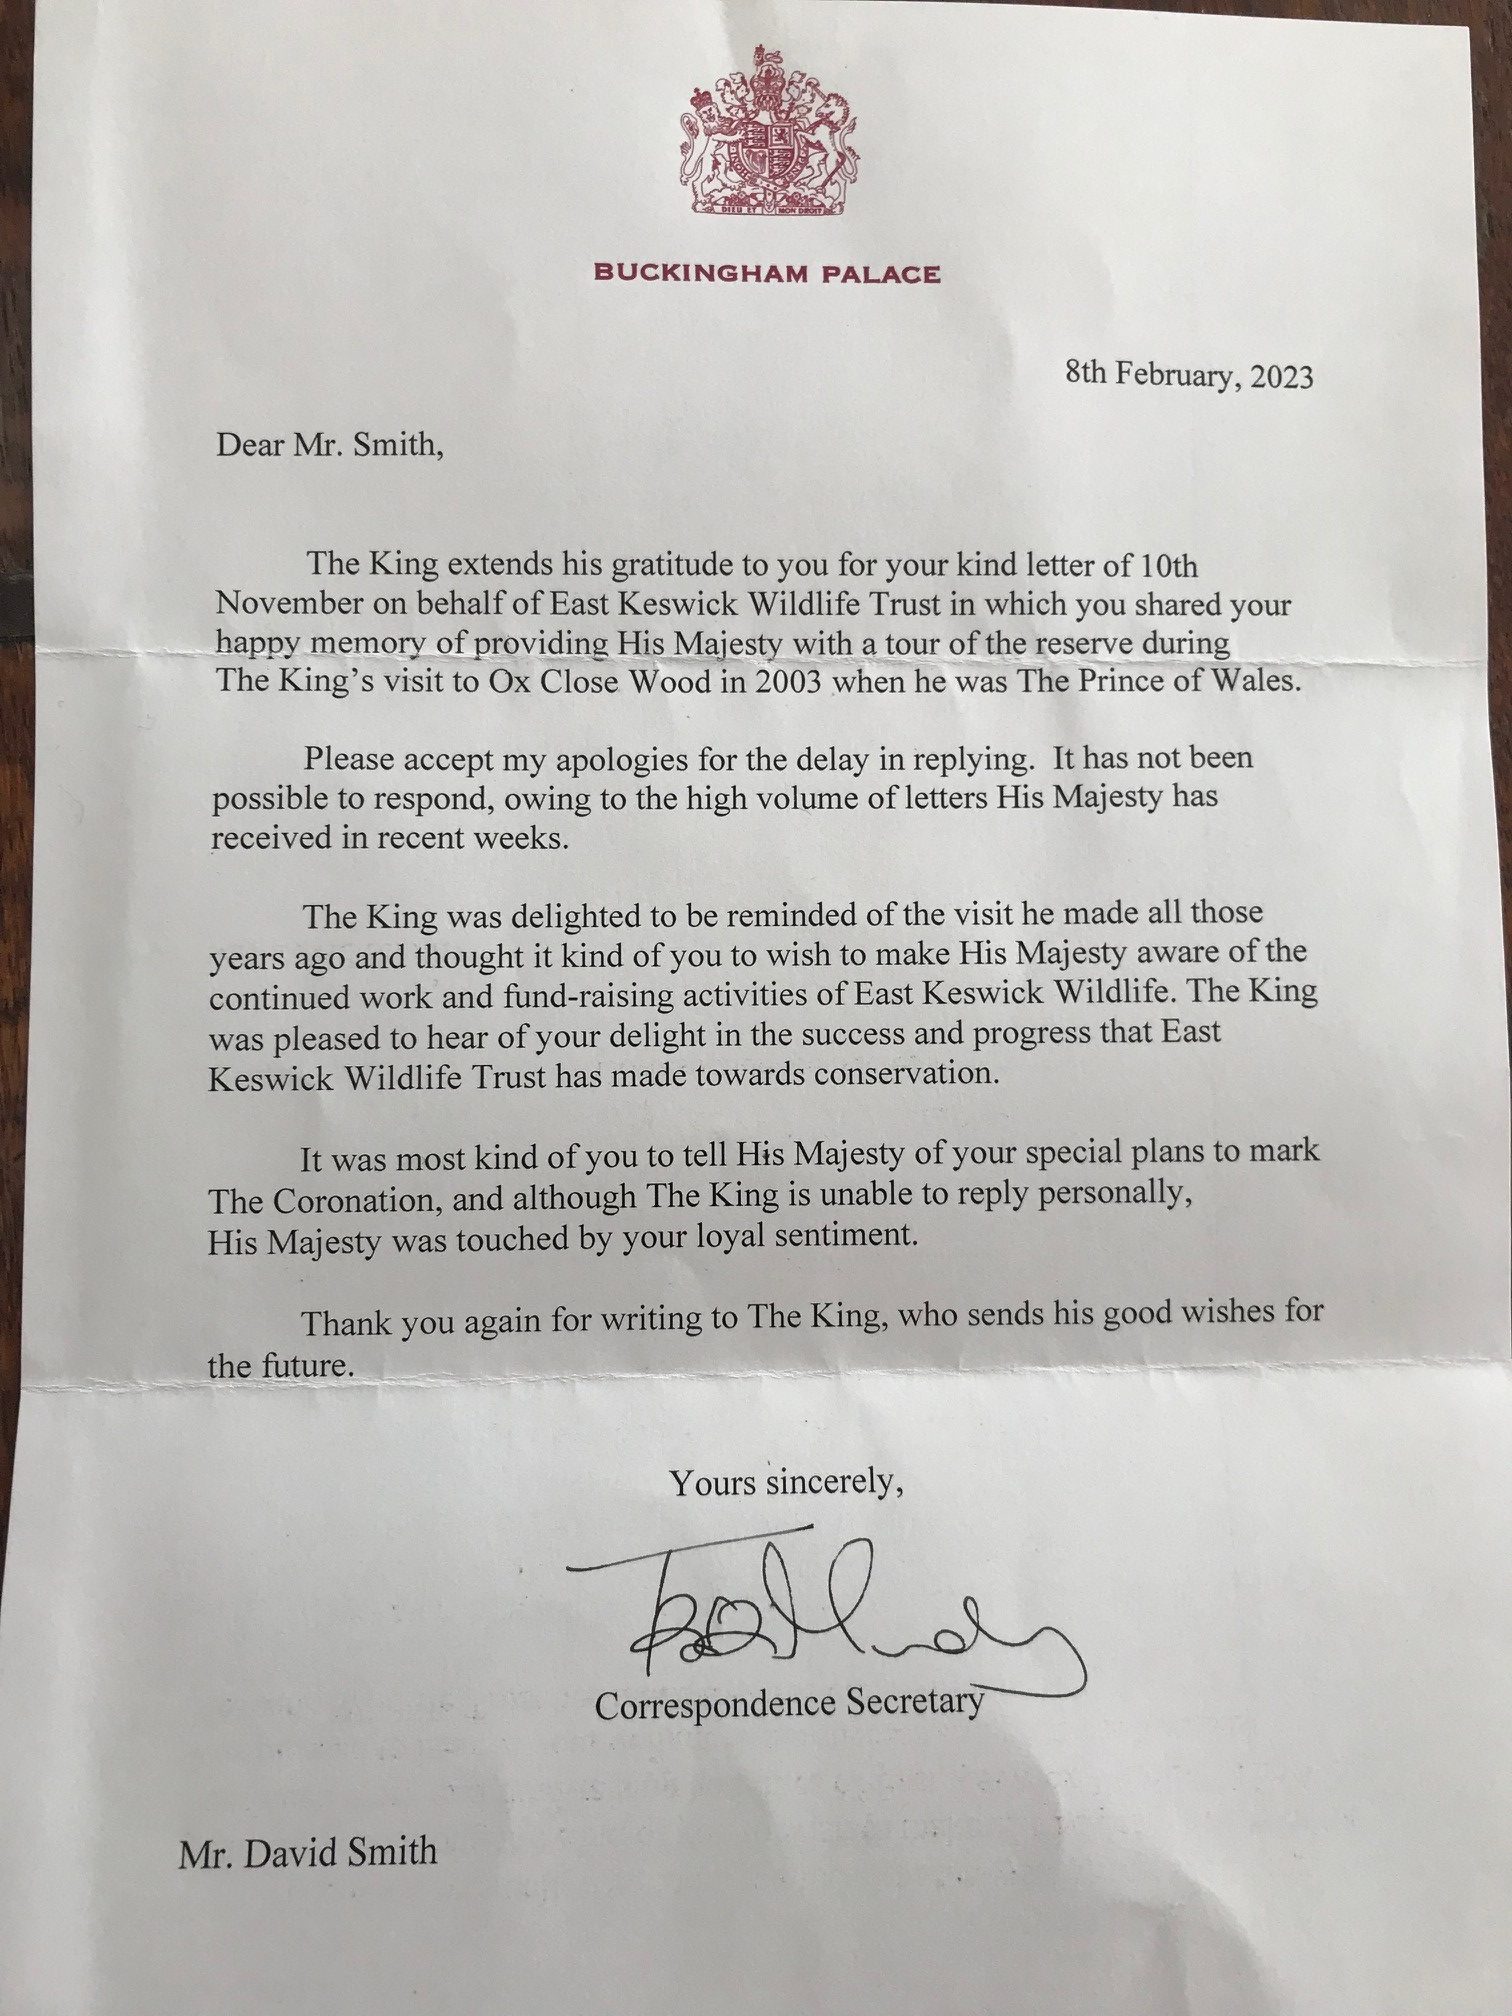 DIEU ET MON DROIT
BUCKINGHAM PALACE
8th February, 2023
Dear Mr. Smith,
The King extends his gratitude to you for your kind letter of 10th
November on behalf of East Keswick Wildlife Trust in which you shared your
happy memory of providing His Majesty with a tour of the reserve during
The King’s visit to Ox Close Wood in 2003 when he was The Prince of Wales.
Please accept my apologies for the delay in replying.  It has not been
possible to respond, owing to the high volume of letters His Majesty has
received in recent weeks.
The King was delighted to be reminded of the visit he made all those
years ago and thought it kind of you to wish to make His Majesty aware of the
continued work and fund-raising activities of East Keswick Wildlife. The King
was pleased to hear of your delight in the success and progress that East
Keswick Wildlife Trust has made towards conservation.
It was most kind of you to tell His Majesty of your special plans to mark
The Coronation, and although The King is unable to reply personally,
His Majesty was touched by your loyal sentiment.
Thank you again for writing to The King, who sends his good wishes for
the future.
Yours sincerely,
Correspondence Secretary
Mr. David Smith